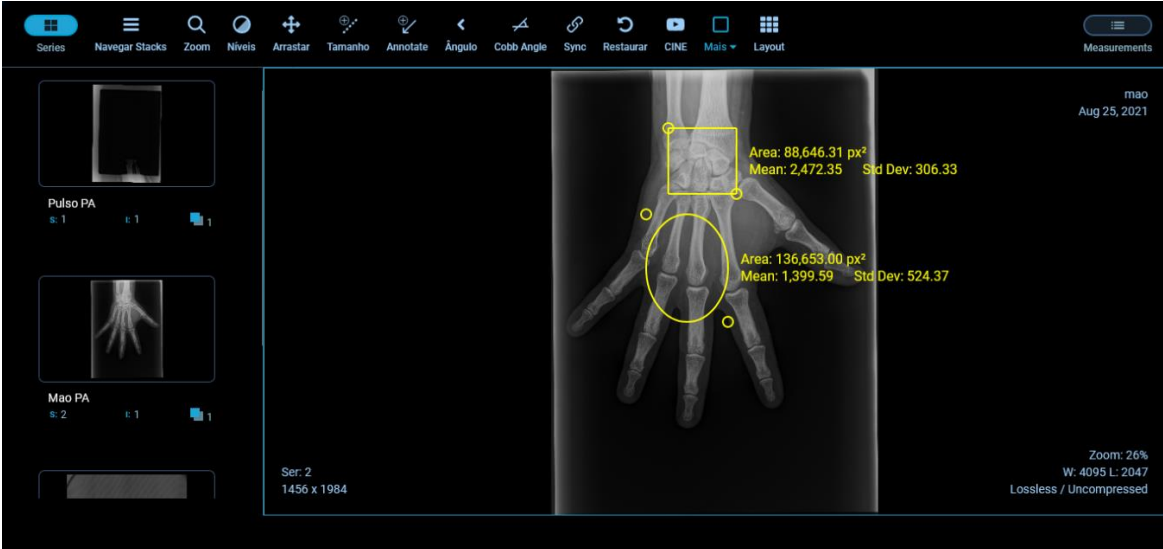 Series
Navegar Stacks
Zoom
Níveis
Arrastar
Tamanho
Annotate
Ângulo
Cobb Angle
Sync
Restaurar
CINE
Mais
Layout
Measurements
Pulso PA
S: 1 I: 1 1
Mao PA
S: 2 I: 1 1
mao
Aug 25, 2021
Area: 88,646.31 px²
Mean: 2,472.35 Std Dev: 306.33
Area: 136,653.00 px²
Mean: 1,399.59 Std Dev: 524.37
Ser: 2
1456 x 1984
Zoom: 26%
W: 4095 L: 2047
Lossless / Uncompressed